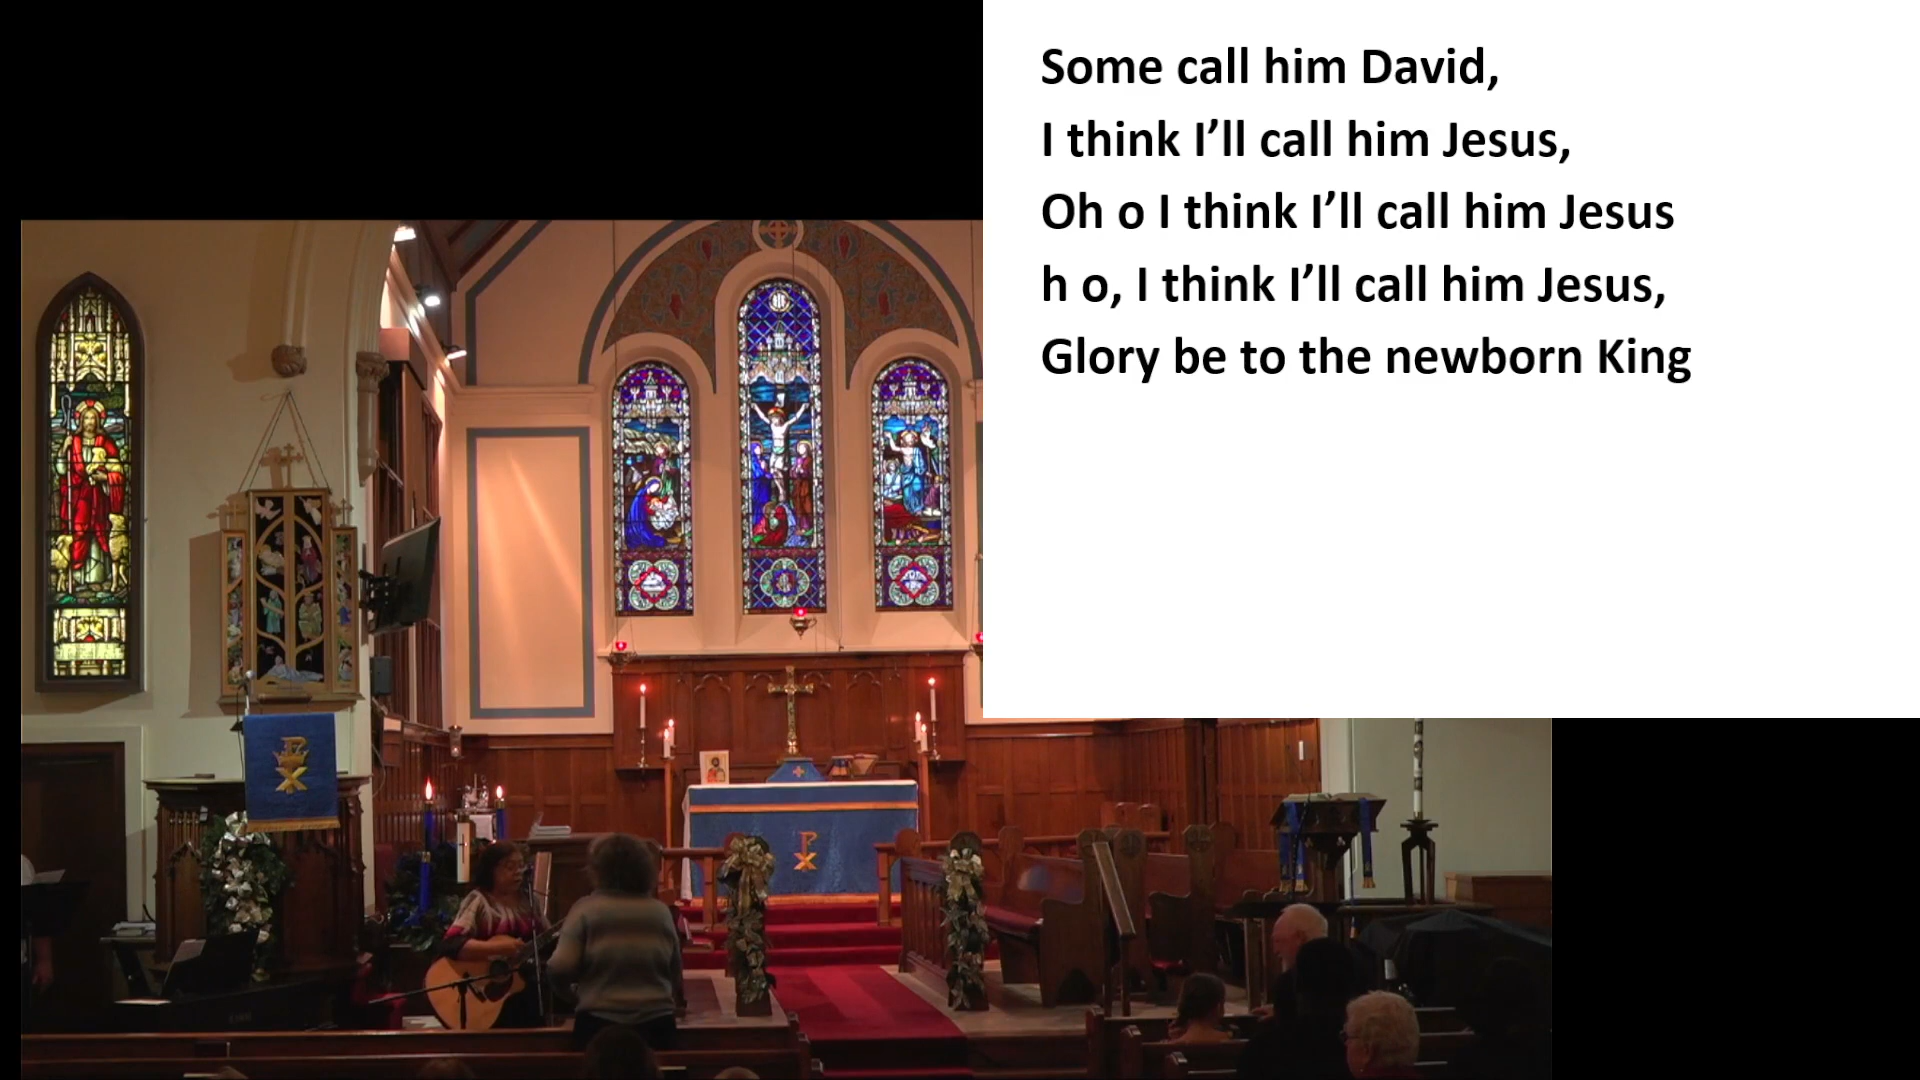 Some call him David,
I think I’ll call him Jesus,
Oh o I think I’ll call him Jesus
h o, I think I’ll call him Jesus,
Glory be to the newborn King